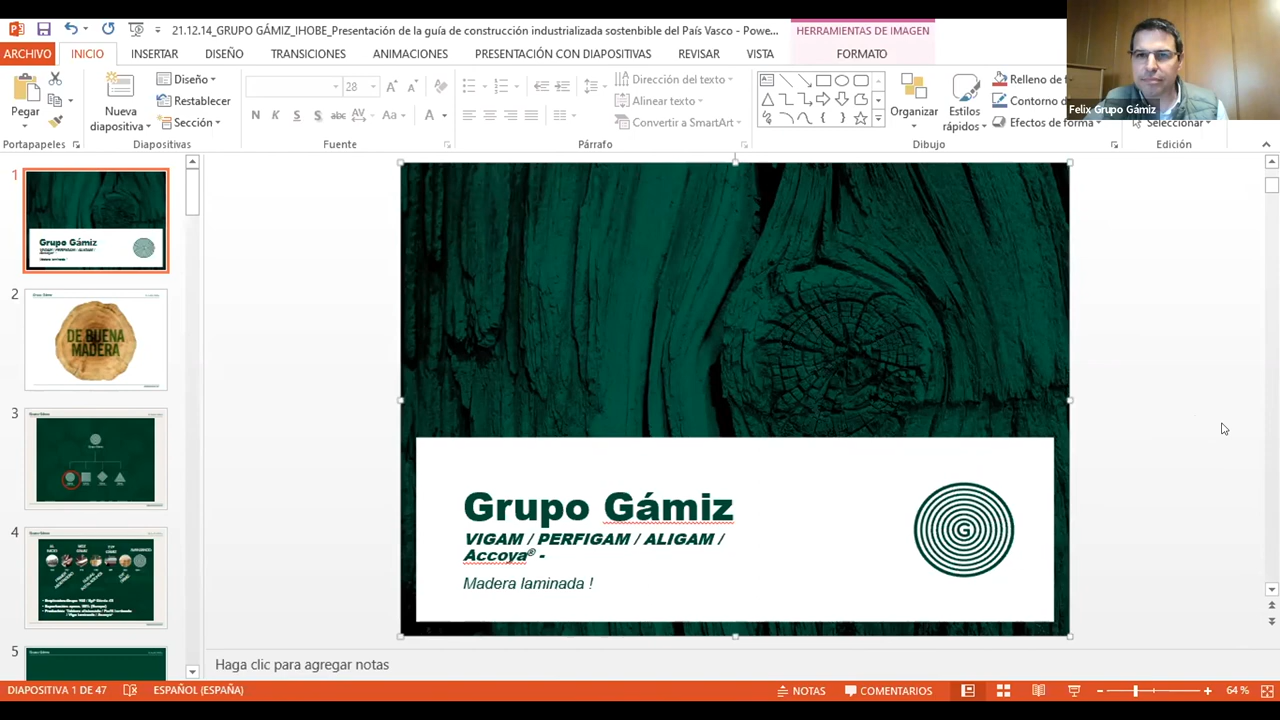 21.12.14_GRUPO GÁMIZ_IHOBE_Presentación de la guía de construcción industrializada sostenbible del País Vasco - Powe...
HERRAMIENTAS DE IMAGEN
ARCHIVO INICIO INSERTAR DISEÑO TRANSICIONES ANIMACIONES PRESENTACIÓN CON DIAPOSITIVAS REVISAR VISTA FORMATO
Felix Grupo Gámiz
Pegar
Nueva diapositiva
Diseño
Restablecer
Sección
28
N K S S abc AV Aa A
Dirección del texto
Alinear texto
Convertir a SmartArt
Organizar
Estilos rápidos
Relleno de
Contorno d
Efectos de forma
Seleccionar
Portapapeles Diapositivas Fuente Párrafo Dibujo Edición
1
Grupo Gámiz
2
DE BUENA
MADERA
3
4
5
Grupo Gámiz
VIGAM / PERFIGAM / ALIGAM /
Accoya® -
Madera laminada !
G
Haga clic para agregar notas
DIAPOSITIVA 1 DE 47 ESPAÑOL (ESPAÑA) NOTAS COMENTARIOS 64 %